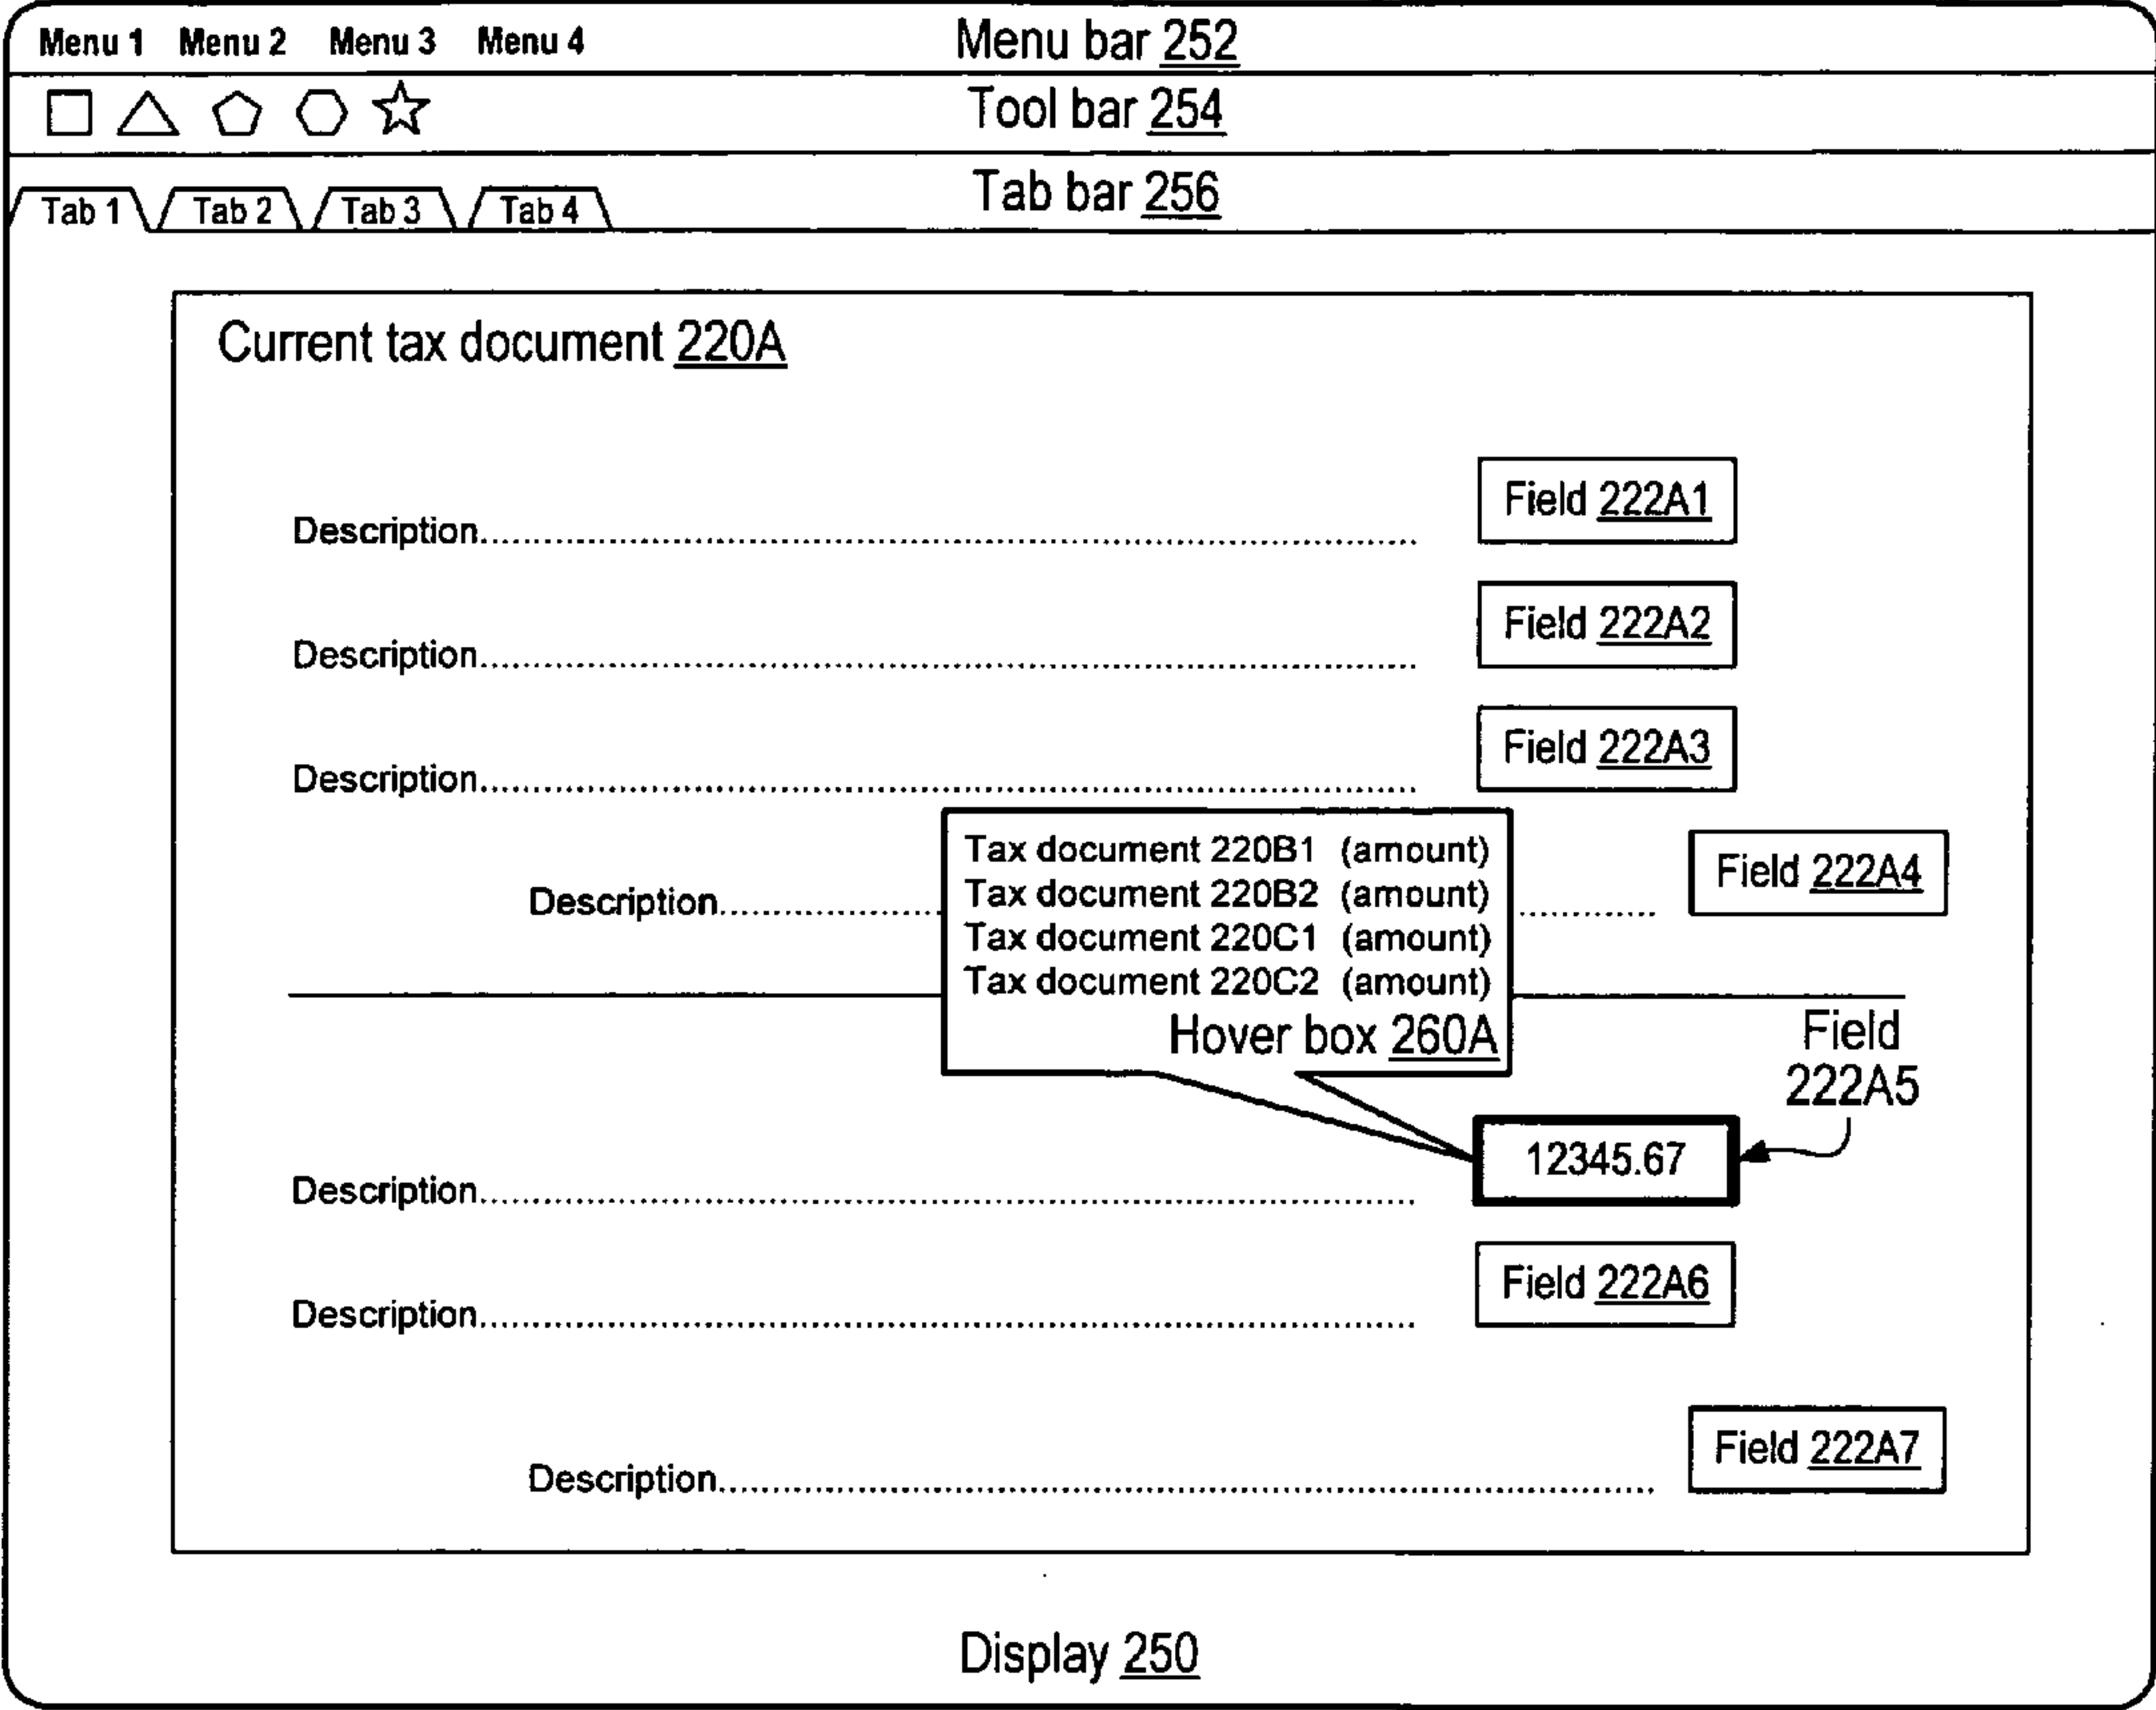 Menu 1 Menu 2 Menu 3 Menu 4 Menu bar 252
Tool bar 254
Tab bar 256
Tab 1 Tab 2 Tab 3 Tab 4
Current tax document 220A
Field 222A1
Description
Field 222A2
Description
Field 222A3
Description
Tax document 220B1 (amount)
Tax document 220B2 (amount)
Tax document 220C1 (amount)
Tax document 220C2 (amount)
Hover box 260A
Field 222A4
Description
Field
222A5
12345.67
Description
Field 222A6
Description
Field 222A7
Description
Display 250